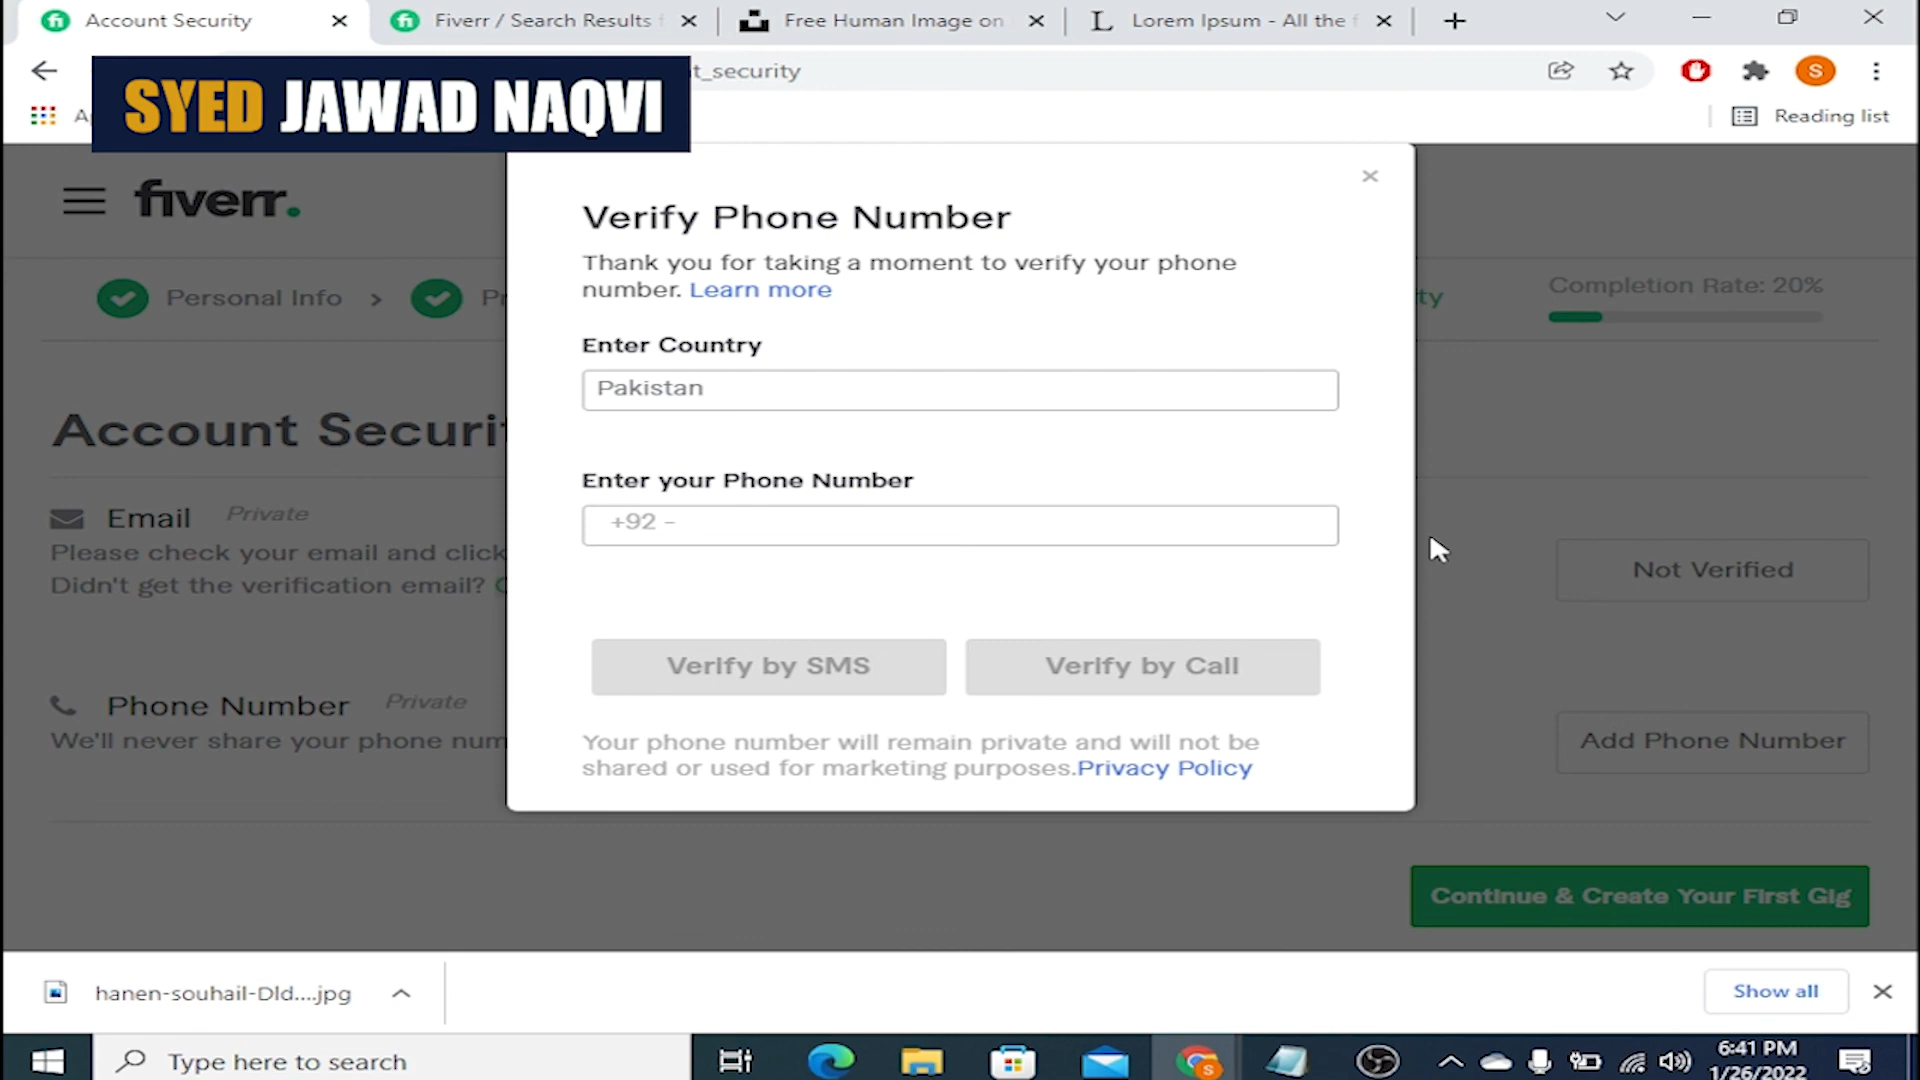 Account Security
Fiverr / Search Results f
Free Human Image on
Lorem Ipsum - All the f
SYED JAWAD NAQVI
t_security
S
Reading list
fiverr.
Personal Info
Completion Rate: 20%
Verify Phone Number
Thank you for taking a moment to verify your phone
number. Learn more
Enter Country
Pakistan
Enter your Phone Number
+92 -
Verify by SMS
Verify by Call
Your phone number will remain private and will not be
shared or used for marketing purposes.Privacy Policy
Account Securit
Email Private
Please check your email and click
Didn't get the verification email?
Not Verified
Phone Number Private
We'll never share your phone num
Add Phone Number
Continue & Create Your First Gig
hanen-souhail-Dld....jpg
Show all
Type here to search
6:41 PM
1/26/2022